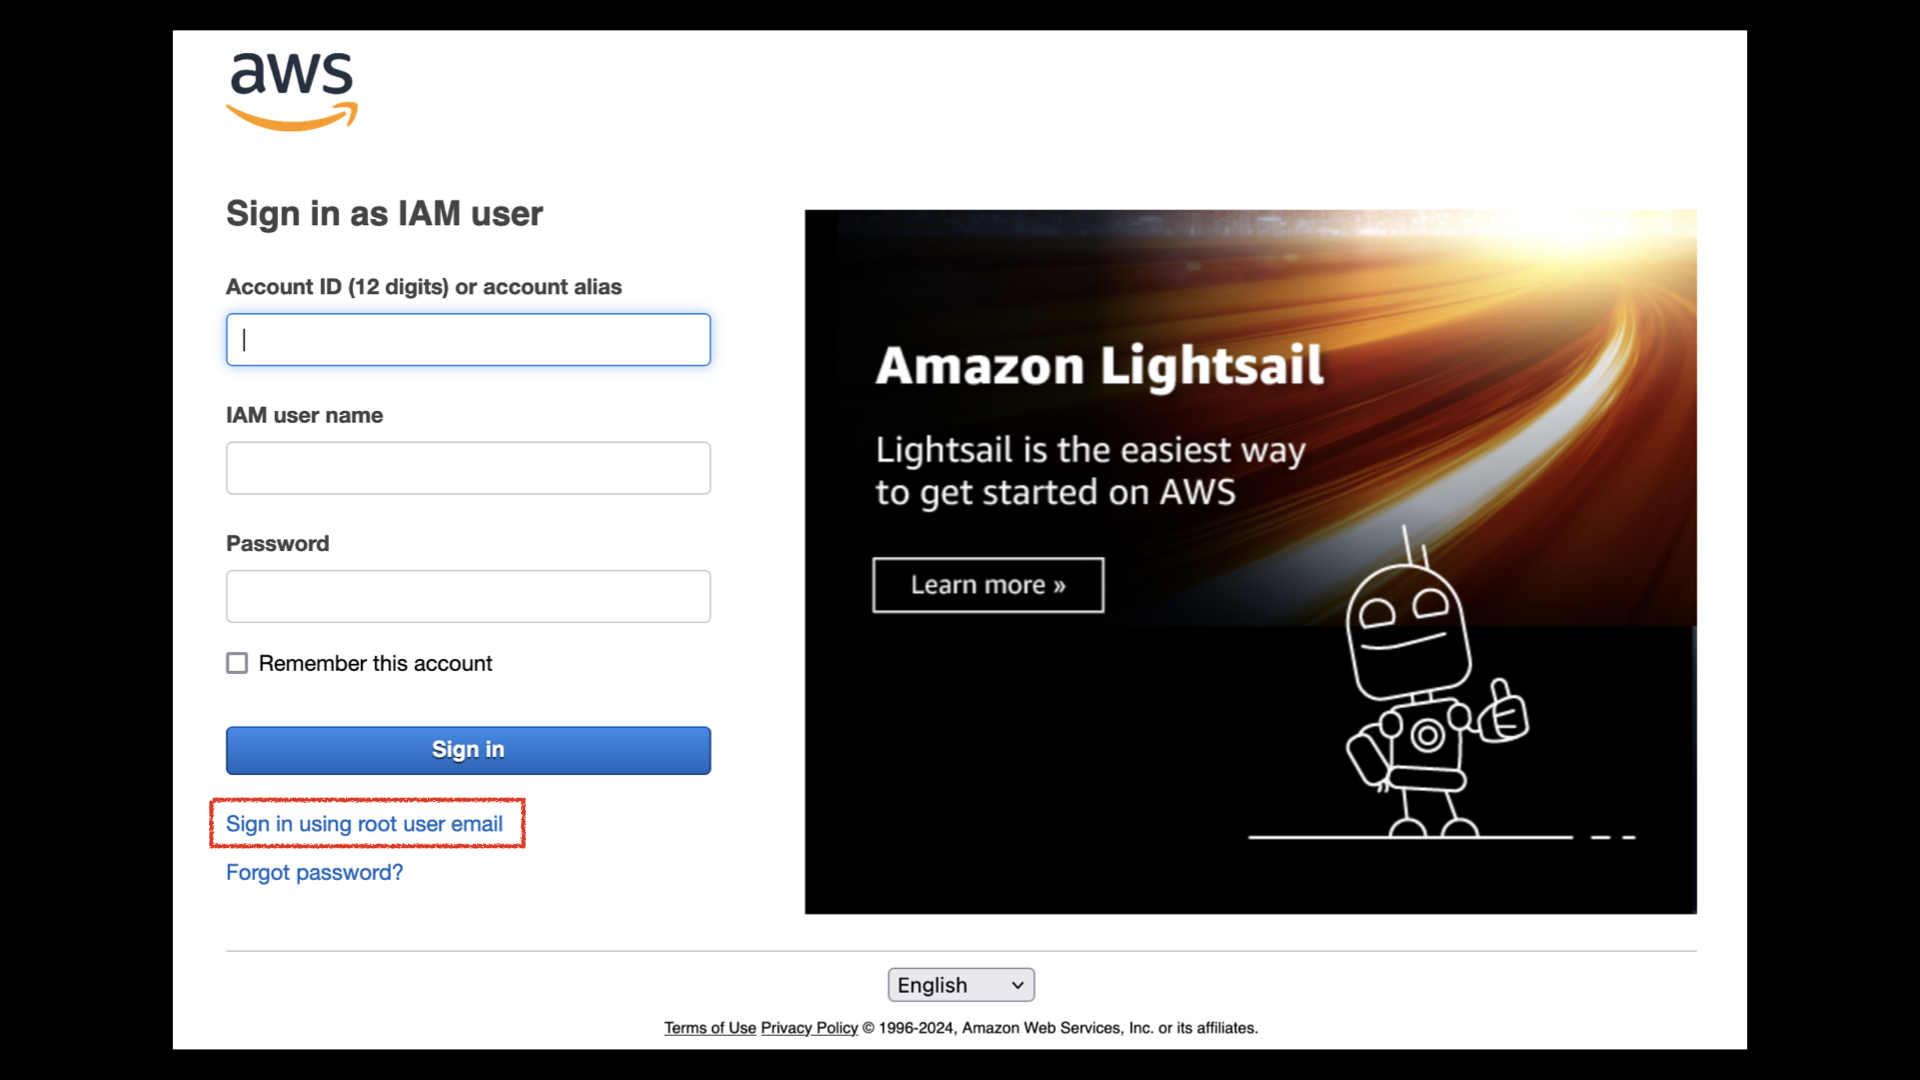 aws
Sign in as IAM user
Account ID (12 digits) or account alias
IAM user name
Password
Remember this account
Sign in
Sign in using root user email
Forgot password?
Amazon Lightsail
Lightsail is the easiest way
to get started on AWS
Learn more »
English
Terms of Use Privacy Policy © 1996-2024, Amazon Web Services, Inc. or its affiliates.